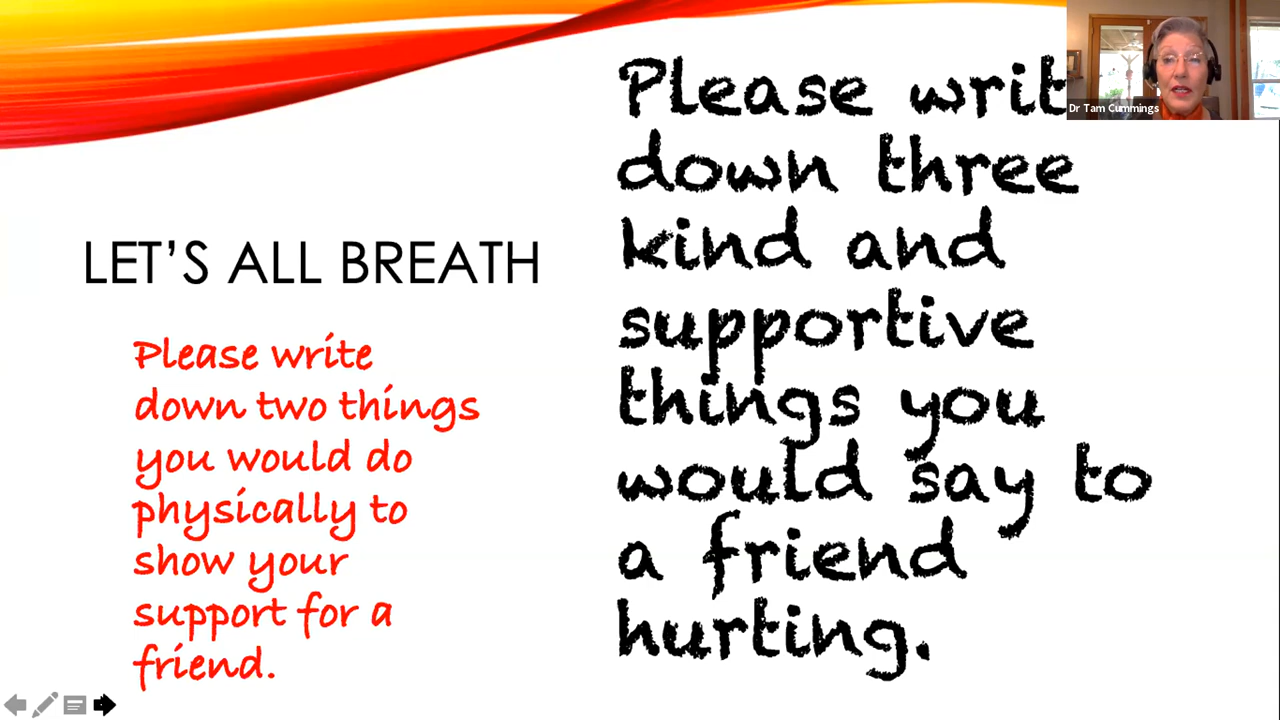 LET'S ALL BREATH
Please write
down two things
you would do
physically to
show your
support for a
friend.
Please writ
down three
kind and
supportive
things you
would say to
a friend
hurting.
Dr Tam Cummings